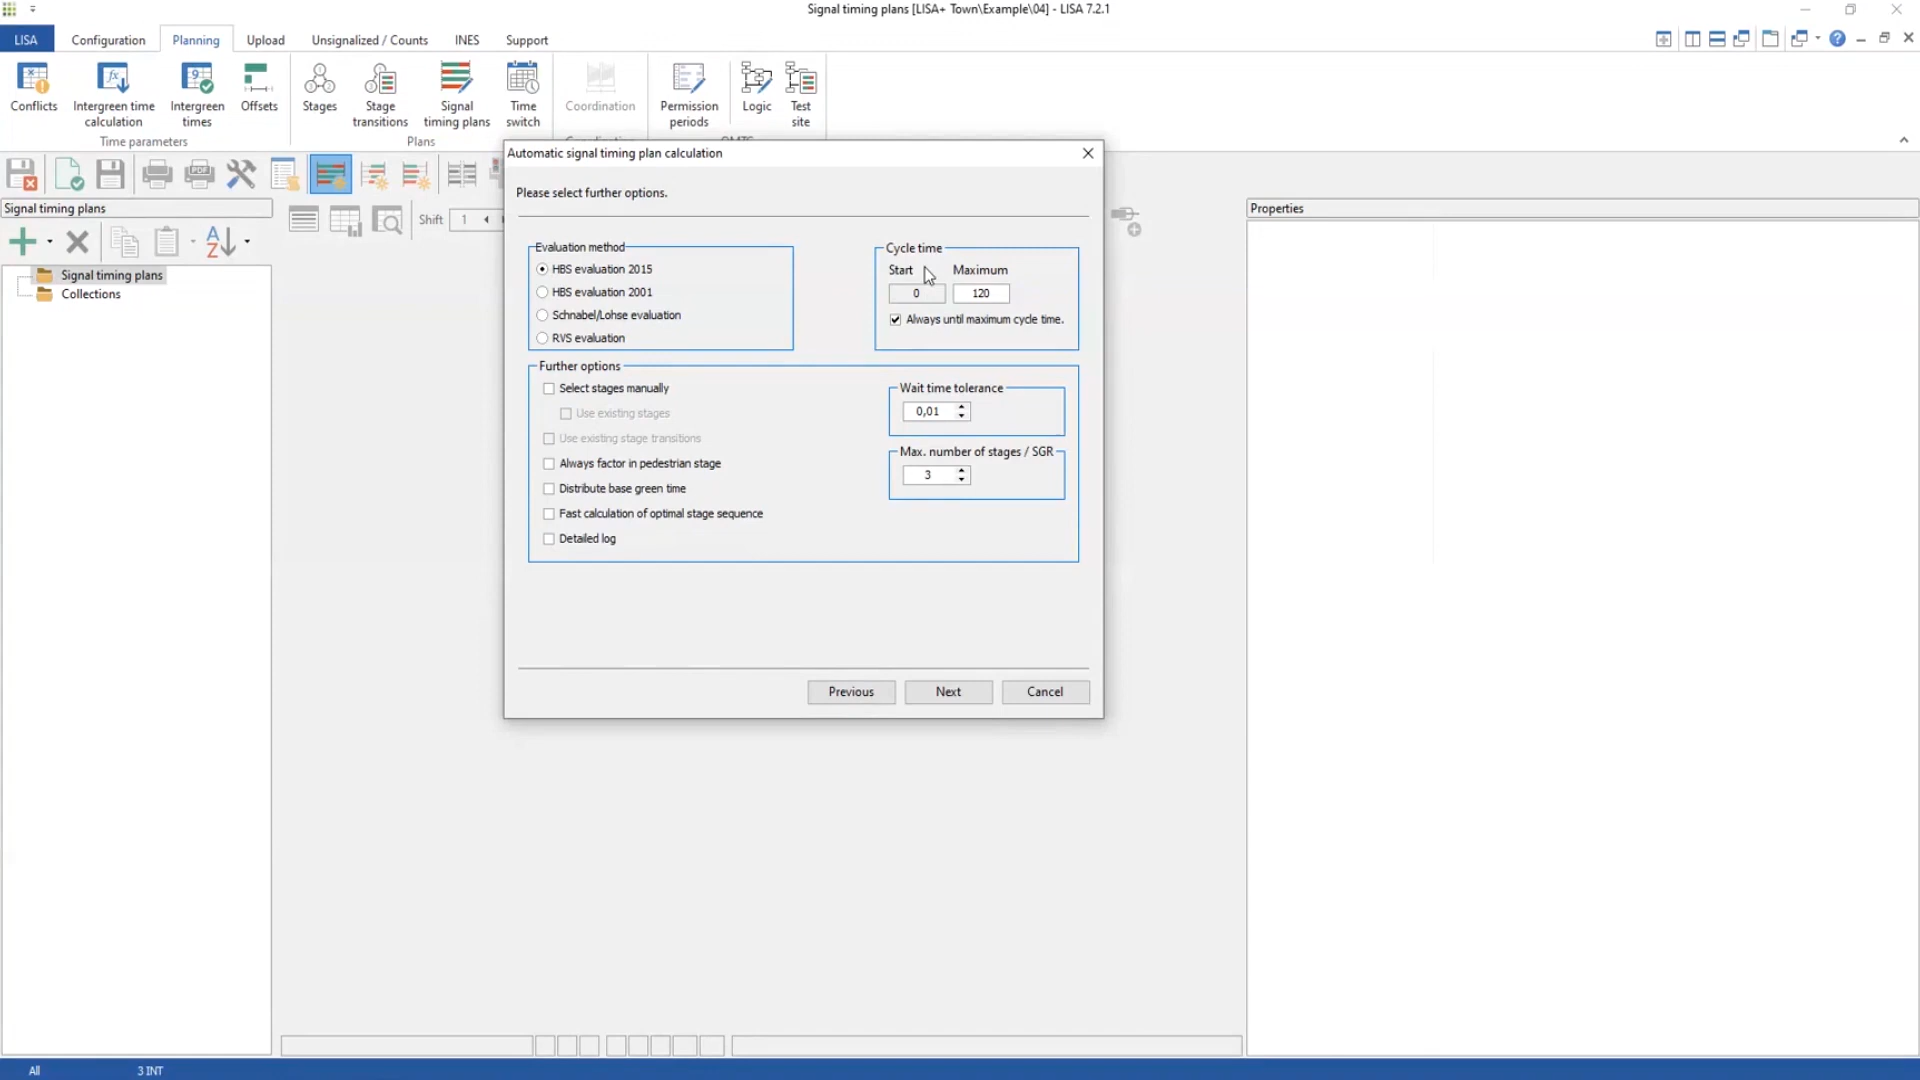 Signal timing plans [LISA+ Town\Example\04] - LISA 7.2.1
LISA Configuration Planning Upload Unsignalized / Counts INES Support
Conflicts
Intergreen time calculation
Intergreen times
Offsets
Stages
Stage transitions
Signal timing plans
Time switch
Coordination
Permission periods
Logic
Test site
Time parameters
Plans
Automatic signal timing plan calculation
Please select further options.
Signal timing plans
Shift 1
Properties
Signal timing plans
Collections
Evaluation method
HBS evaluation 2015
HBS evaluation 2001
Schnabel/Lohse evaluation
RVS evaluation
Cycle time
Start Maximum
0 120
Always until maximum cycle time.
Further options
Select stages manually
Use existing stages
Use existing stage transitions
Always factor in pedestrian stage
Distribute base green time
Fast calculation of optimal stage sequence
Detailed log
Wait time tolerance
0,01
Max. number of stages / SGR
3
Previous Next Cancel
All 3 INT